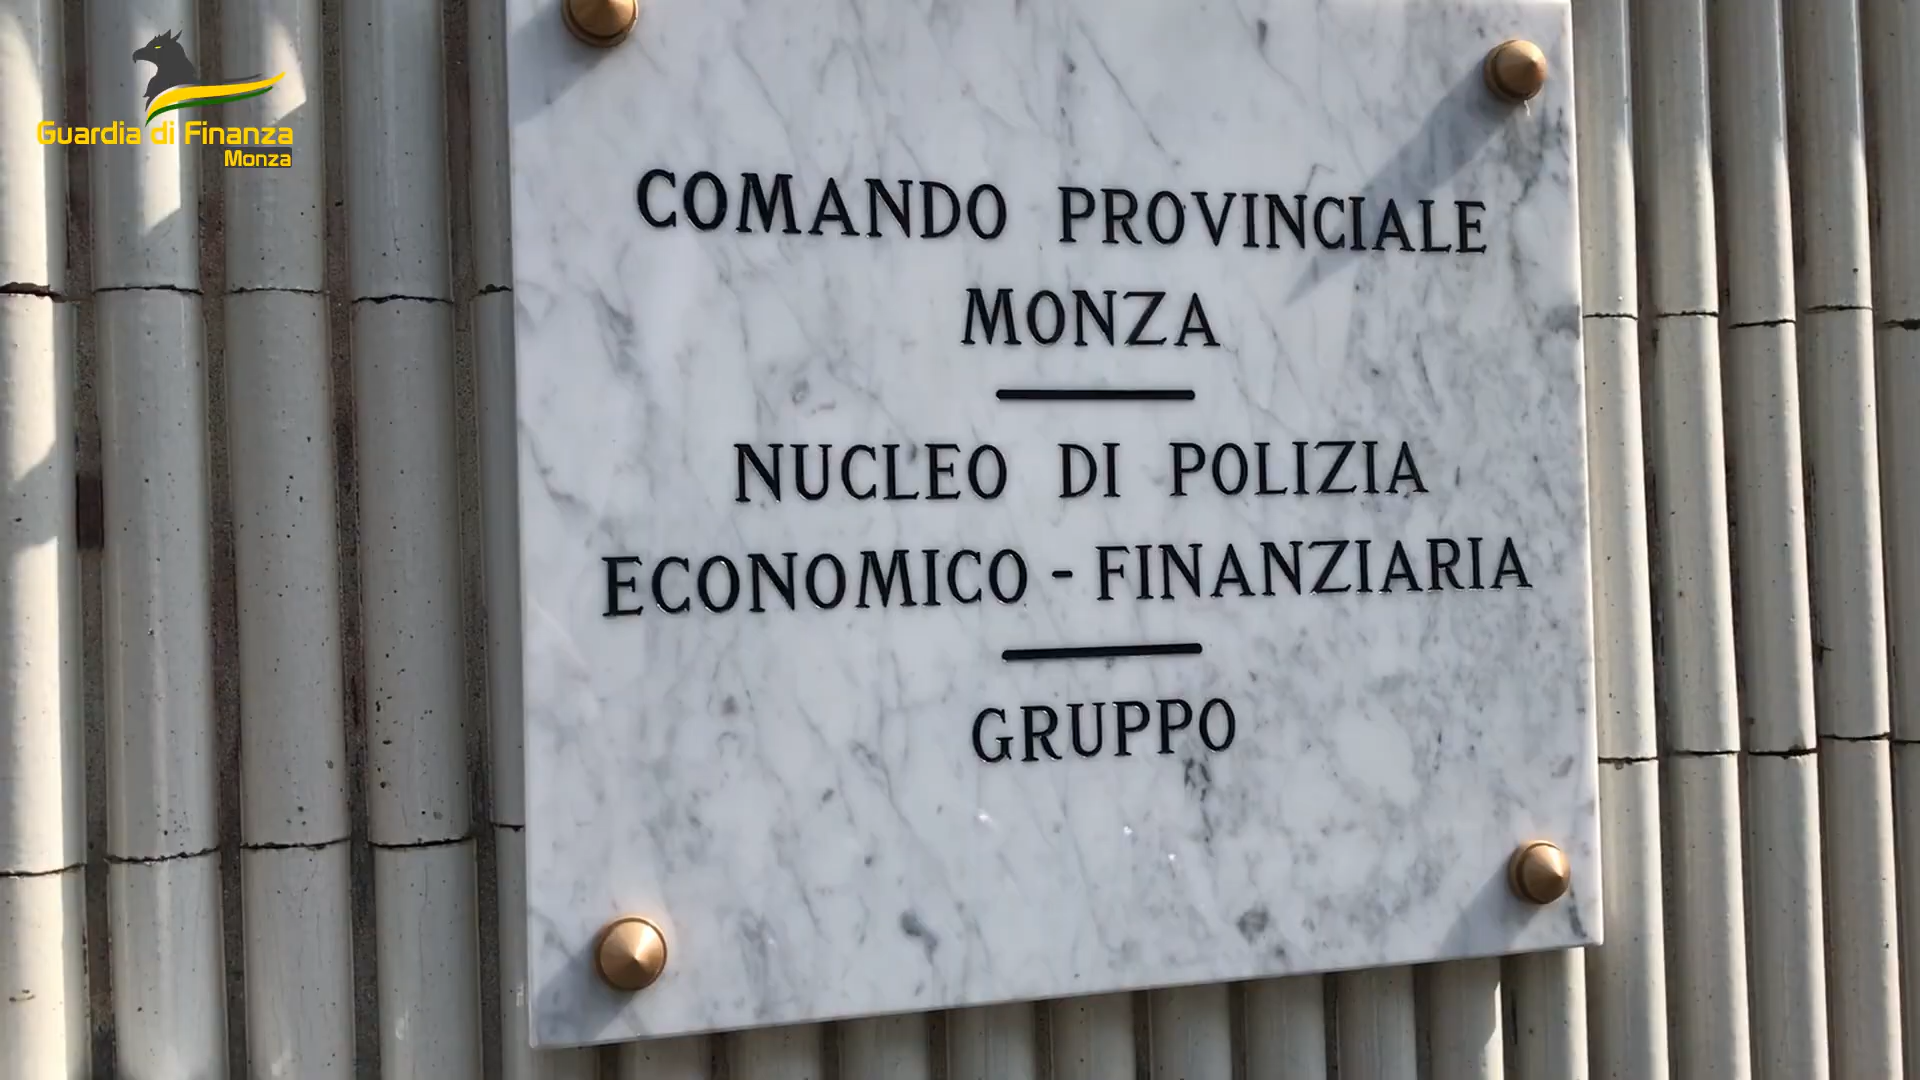 Guardia di Finanza
Monza
COMANDO PROVINCIALE
MONZA
NUCLEO DI POLIZIA
ECONOMICO - FINANZIARIA
GRUPPO